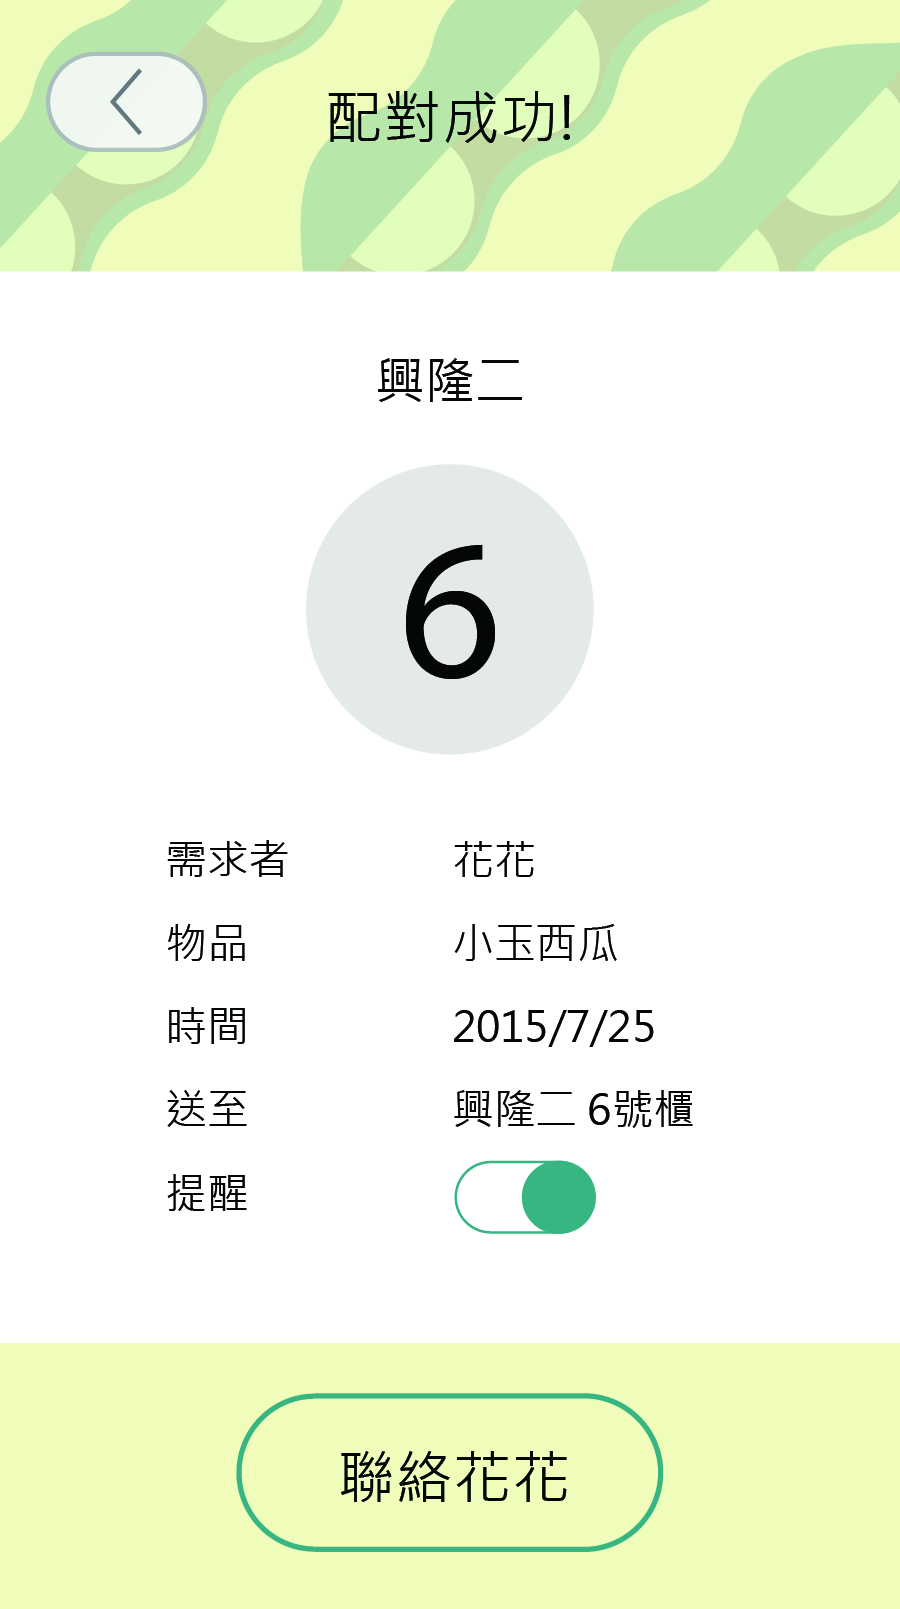 配對成功!
興隆二
6
需求者 花花
物品 小玉西瓜
時間 2015/7/25
送至 興隆二 6號櫃
提醒
聯絡花花